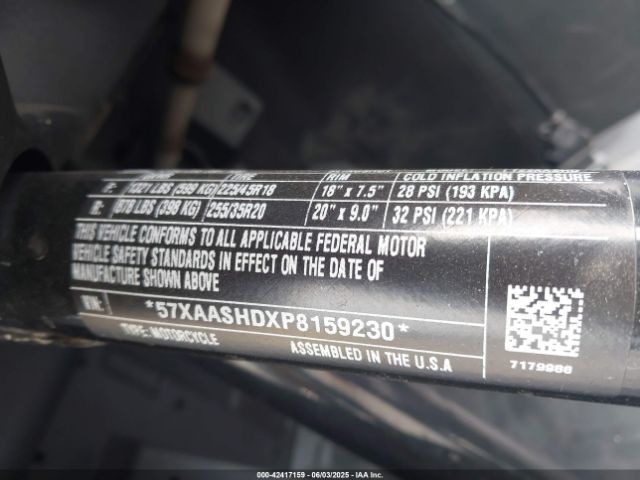 RIM COLD INFLATION PRESSURE
F: 1321 LBS (599 KG) 225/45R18 18" x 7.5" 28 PSI (193 KPA)
R: 878 LBS (398 KG) 255/35R20 20" x 9.0" 32 PSI (221 KPA)
THIS VEHICLE CONFORMS TO ALL APPLICABLE FEDERAL MOTOR
VEHICLE SAFETY STANDARDS IN EFFECT ON THE DATE OF
MANUFACTURE SHOWN ABOVE
VIN: *57XAASHDXP8159230*
TYPE: MOTORCYCLE ASSEMBLED IN THE U.S.A
7179986
000-42417159 - 06/03/2025 - IAA Inc.